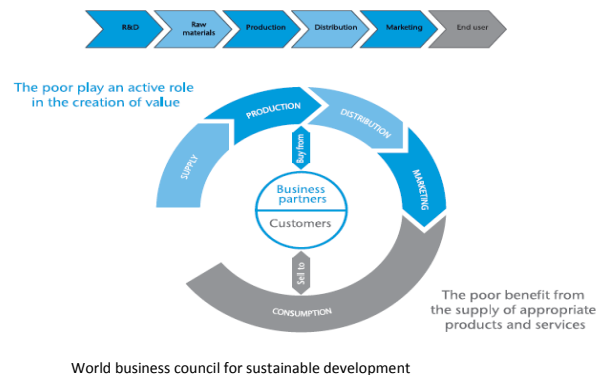 R&D
Raw
materials
Production
Distribution
Marketing
End user
The poor play an active role
in the creation of value
SUPPLY
PRODUCTION
DISTRIBUTION
MARKETING
Buy from
Business
partners
Customers
Sell to
CONSUMPTION
The poor benefit from
the supply of appropriate
products and services
World business council for sustainable development